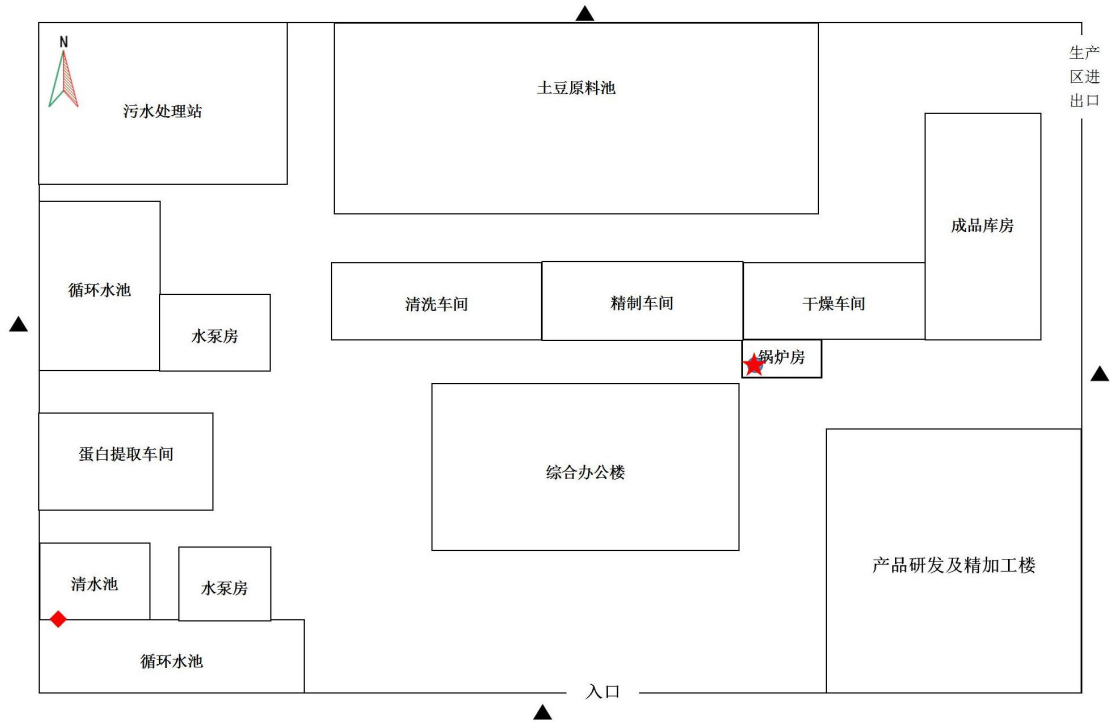 N
生产
区进
出口
土豆原料池
污水处理站
成品库房
循环水池
清洗车间
精制车间
干燥车间
水泵房
锅炉房
蛋白提取车间
综合办公楼
产品研发及精加工楼
清水池
水泵房
循环水池
入口